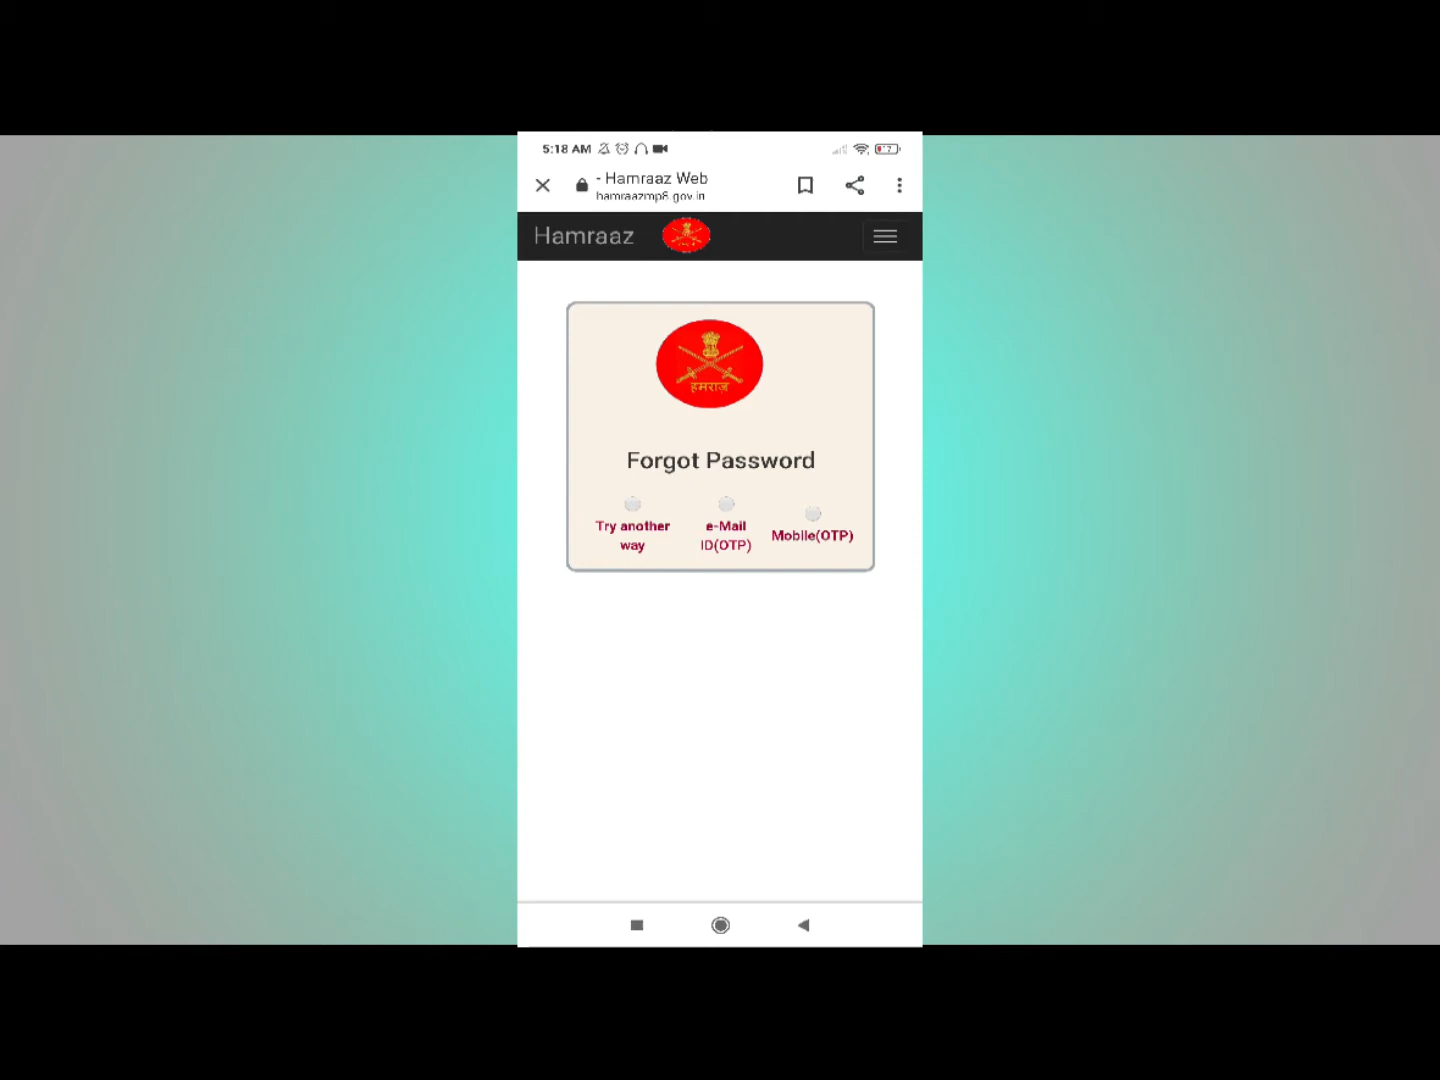 5:18 AM
- Hamraaz Web
hamraazmp8.gov.in
Hamraaz
हमराज़
Forgot Password
Try another
way
e-Mail
ID(OTP)
Mobile(OTP)